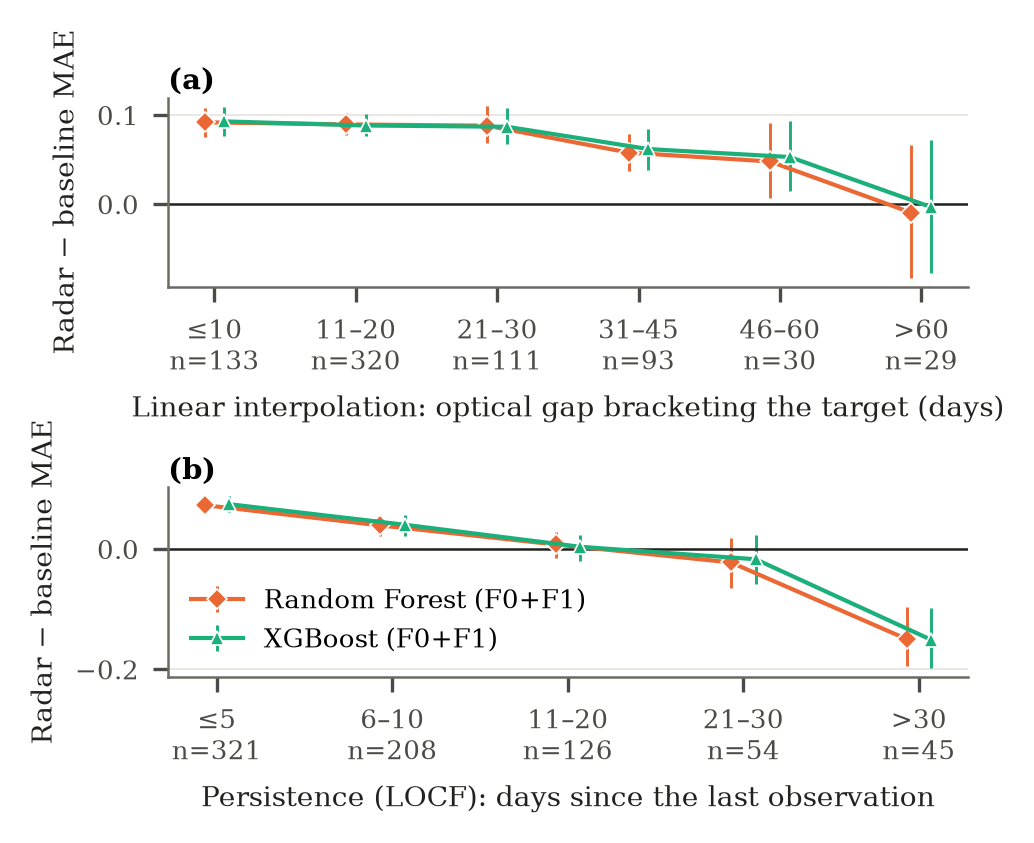 (a)
Radar − baseline MAE
0.1
0.0
≤10 11–20 21–30 31–45 46–60 >60
n=133 n=320 n=111 n=93 n=30 n=29
Linear interpolation: optical gap bracketing the target (days)
(b)
Radar − baseline MAE
0.0
−0.2
Random Forest (F0+F1)
XGBoost (F0+F1)
≤5 6–10 11–20 21–30 >30
n=321 n=208 n=126 n=54 n=45
Persistence (LOCF): days since the last observation